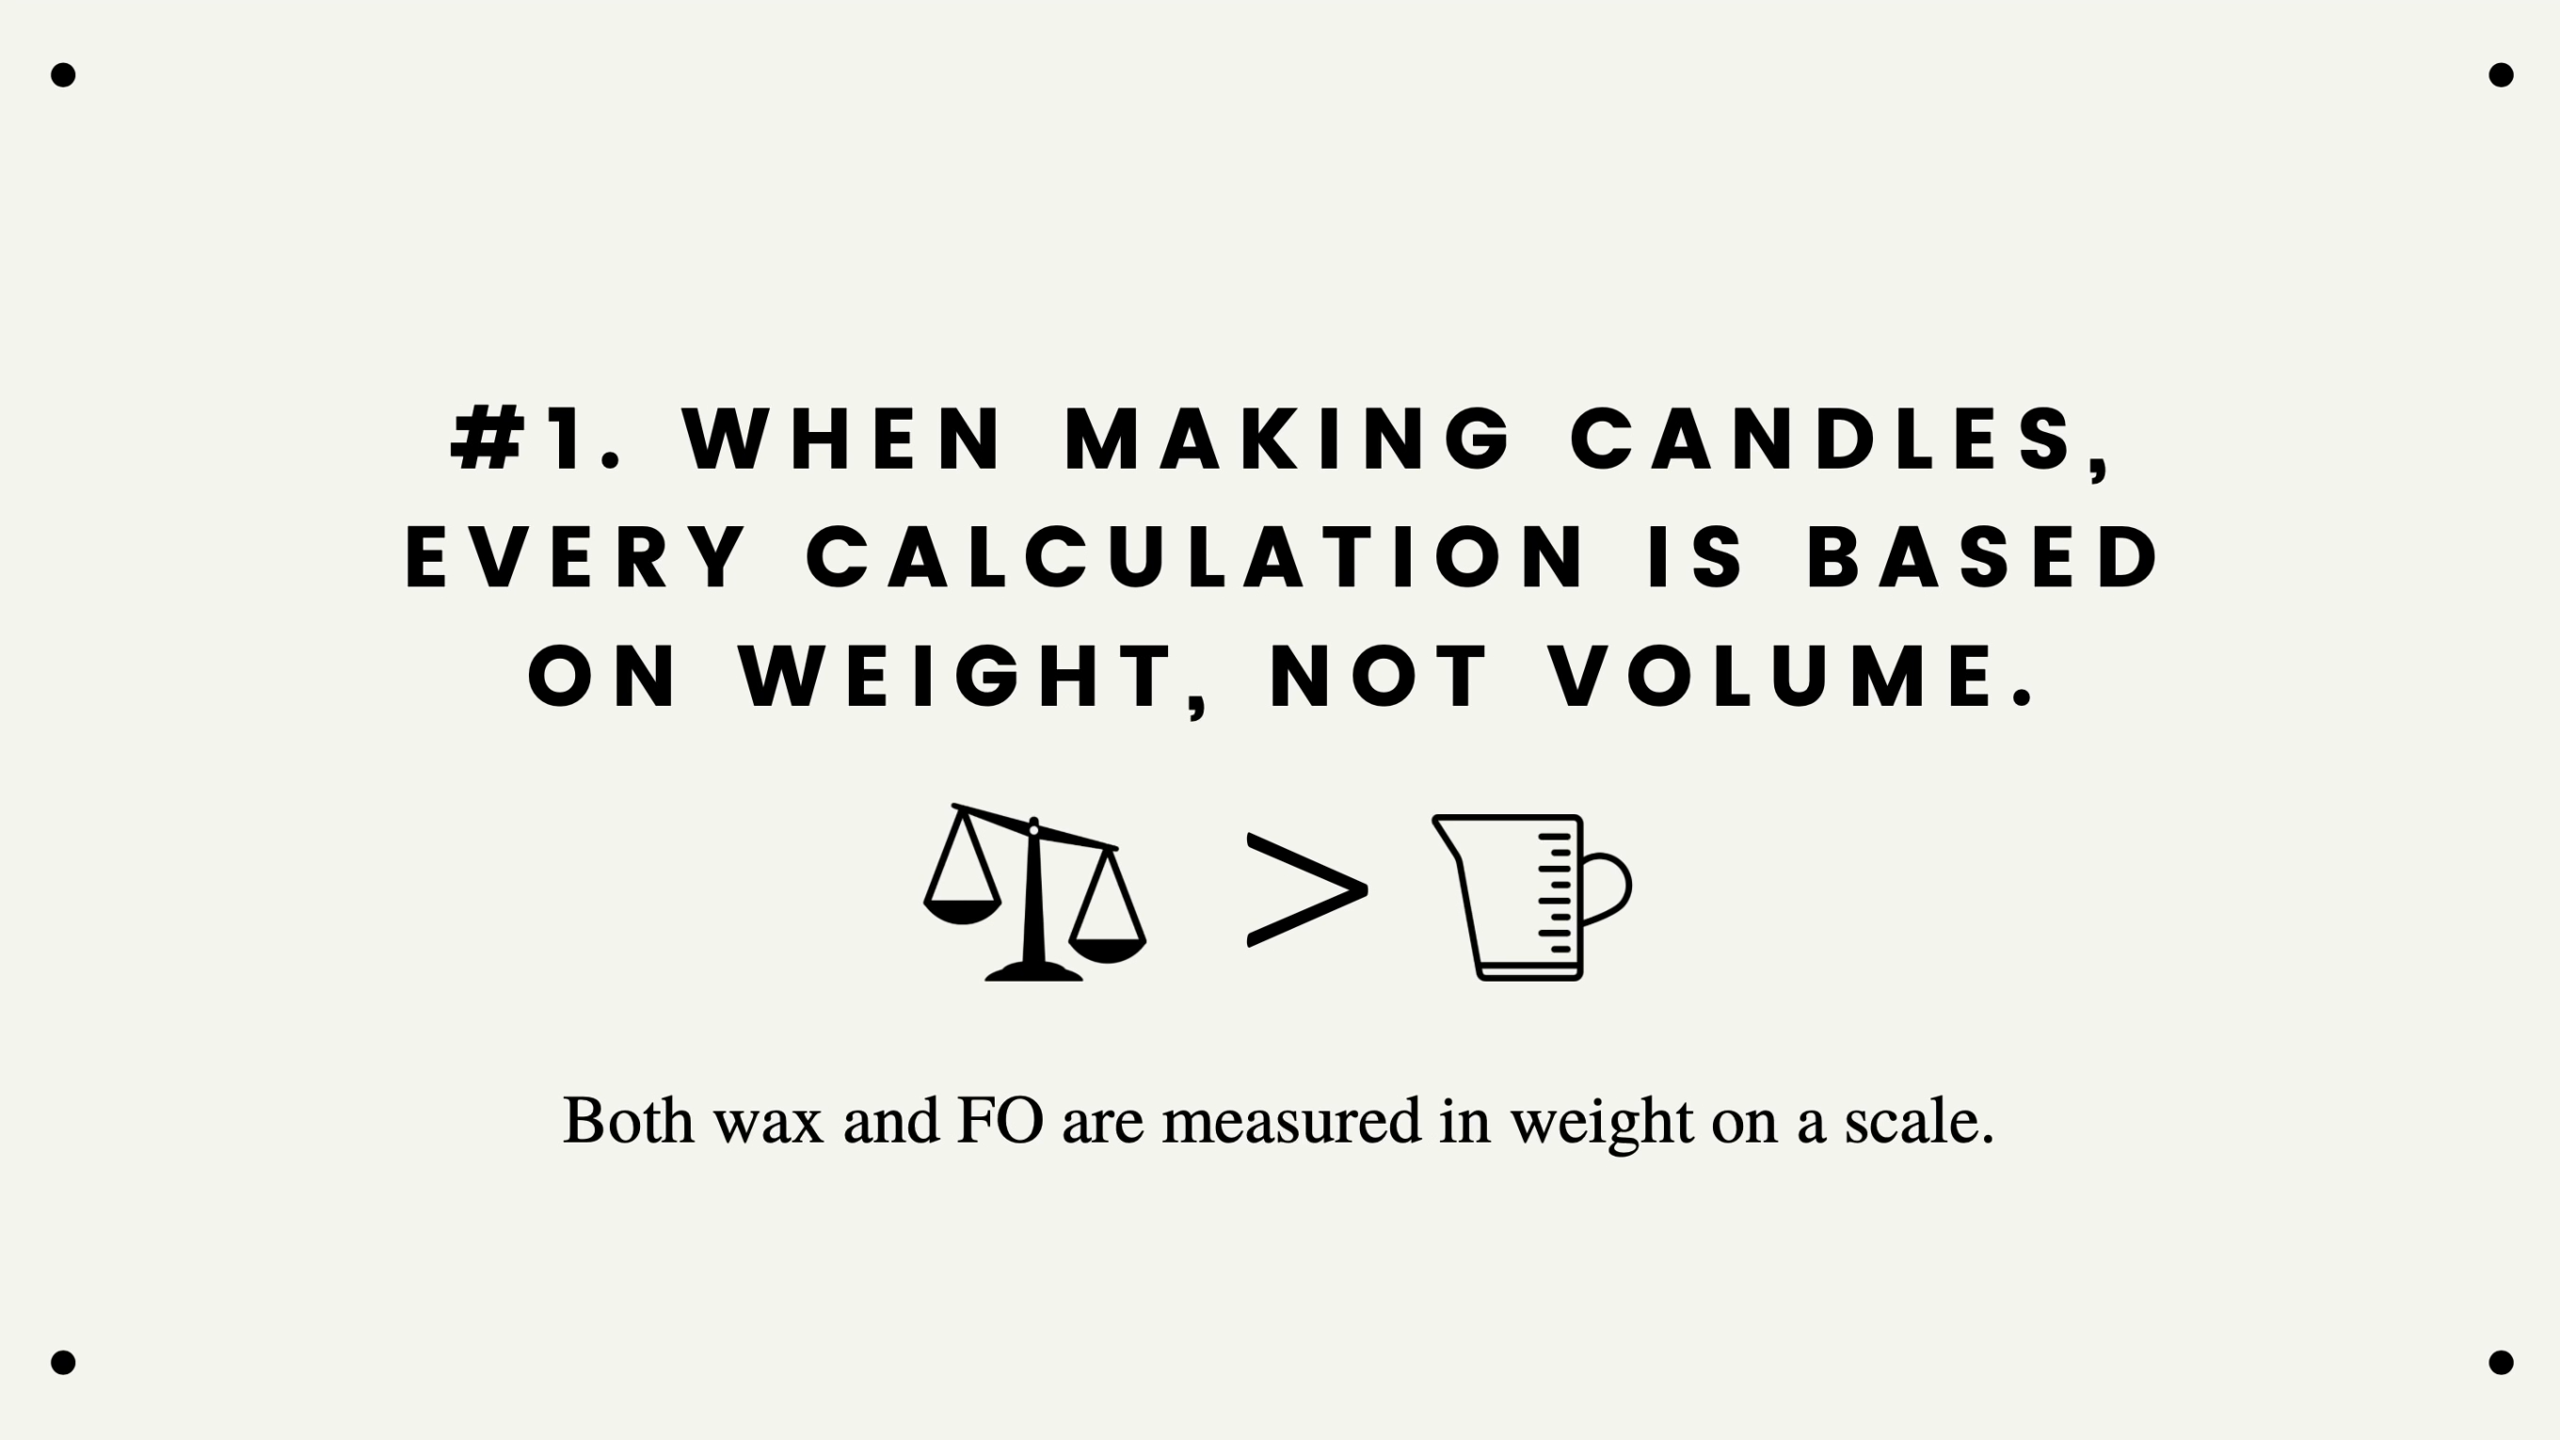 #1. WHEN MAKING CANDLES,
EVERY CALCULATION IS BASED
ON WEIGHT, NOT VOLUME.
>
Both wax and FO are measured in weight on a scale.